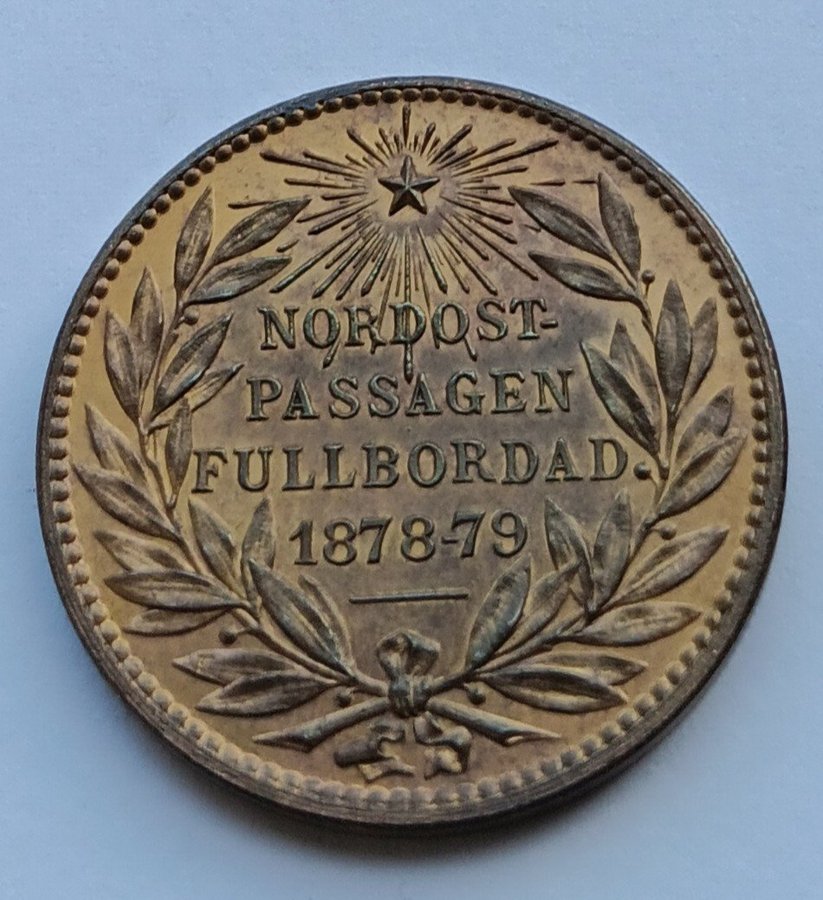 NORDOST-
PASSAGEN
FULLBORDAD.
1878-79